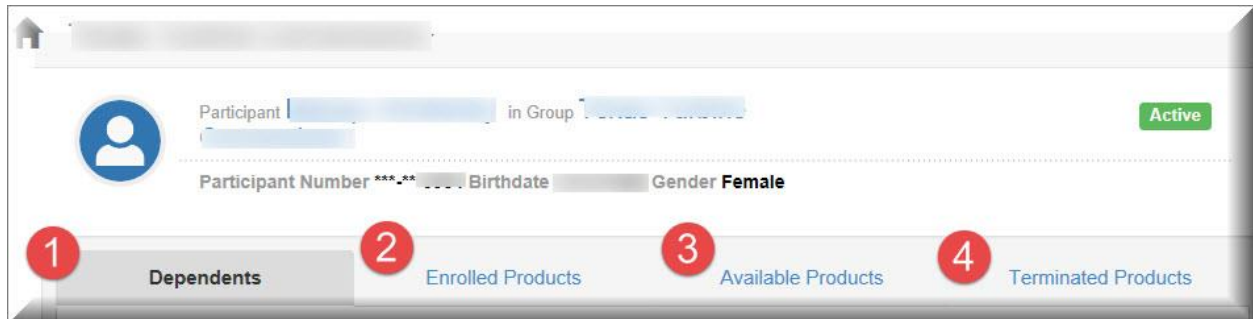 Participant in Group
Active
Participant Number ***-** Birthdate Gender Female
1 2 3 4
Dependents Enrolled Products Available Products Terminated Products